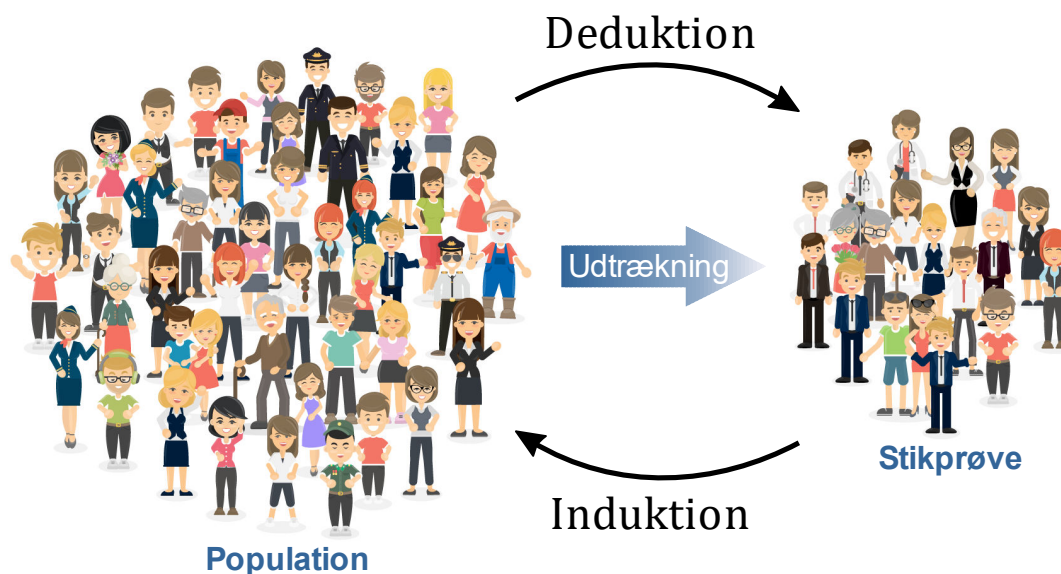 Deduktion
Udtrækning
Stikprøve
Induktion
Population